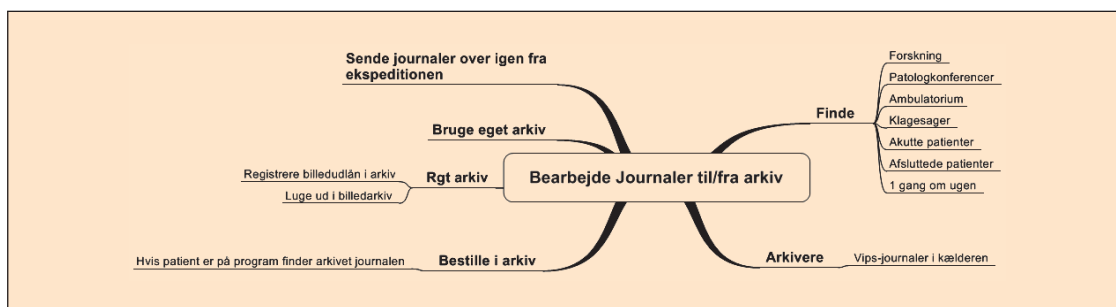 Sende journaler over igen fra
ekspeditionen
Bruge eget arkiv
Rgt arkiv
Registrere billedudlån i arkiv
Luge ud i billedarkiv
Bestille i arkiv
Hvis patient er på program finder arkivet journalen
Bearbejde Journaler til/fra arkiv
Finde
Forskning
Patologkonferencer
Ambulatorium
Klagesager
Akutte patienter
Afsluttede patienter
1 gang om ugen
Arkivere
Vips-journaler i kælderen